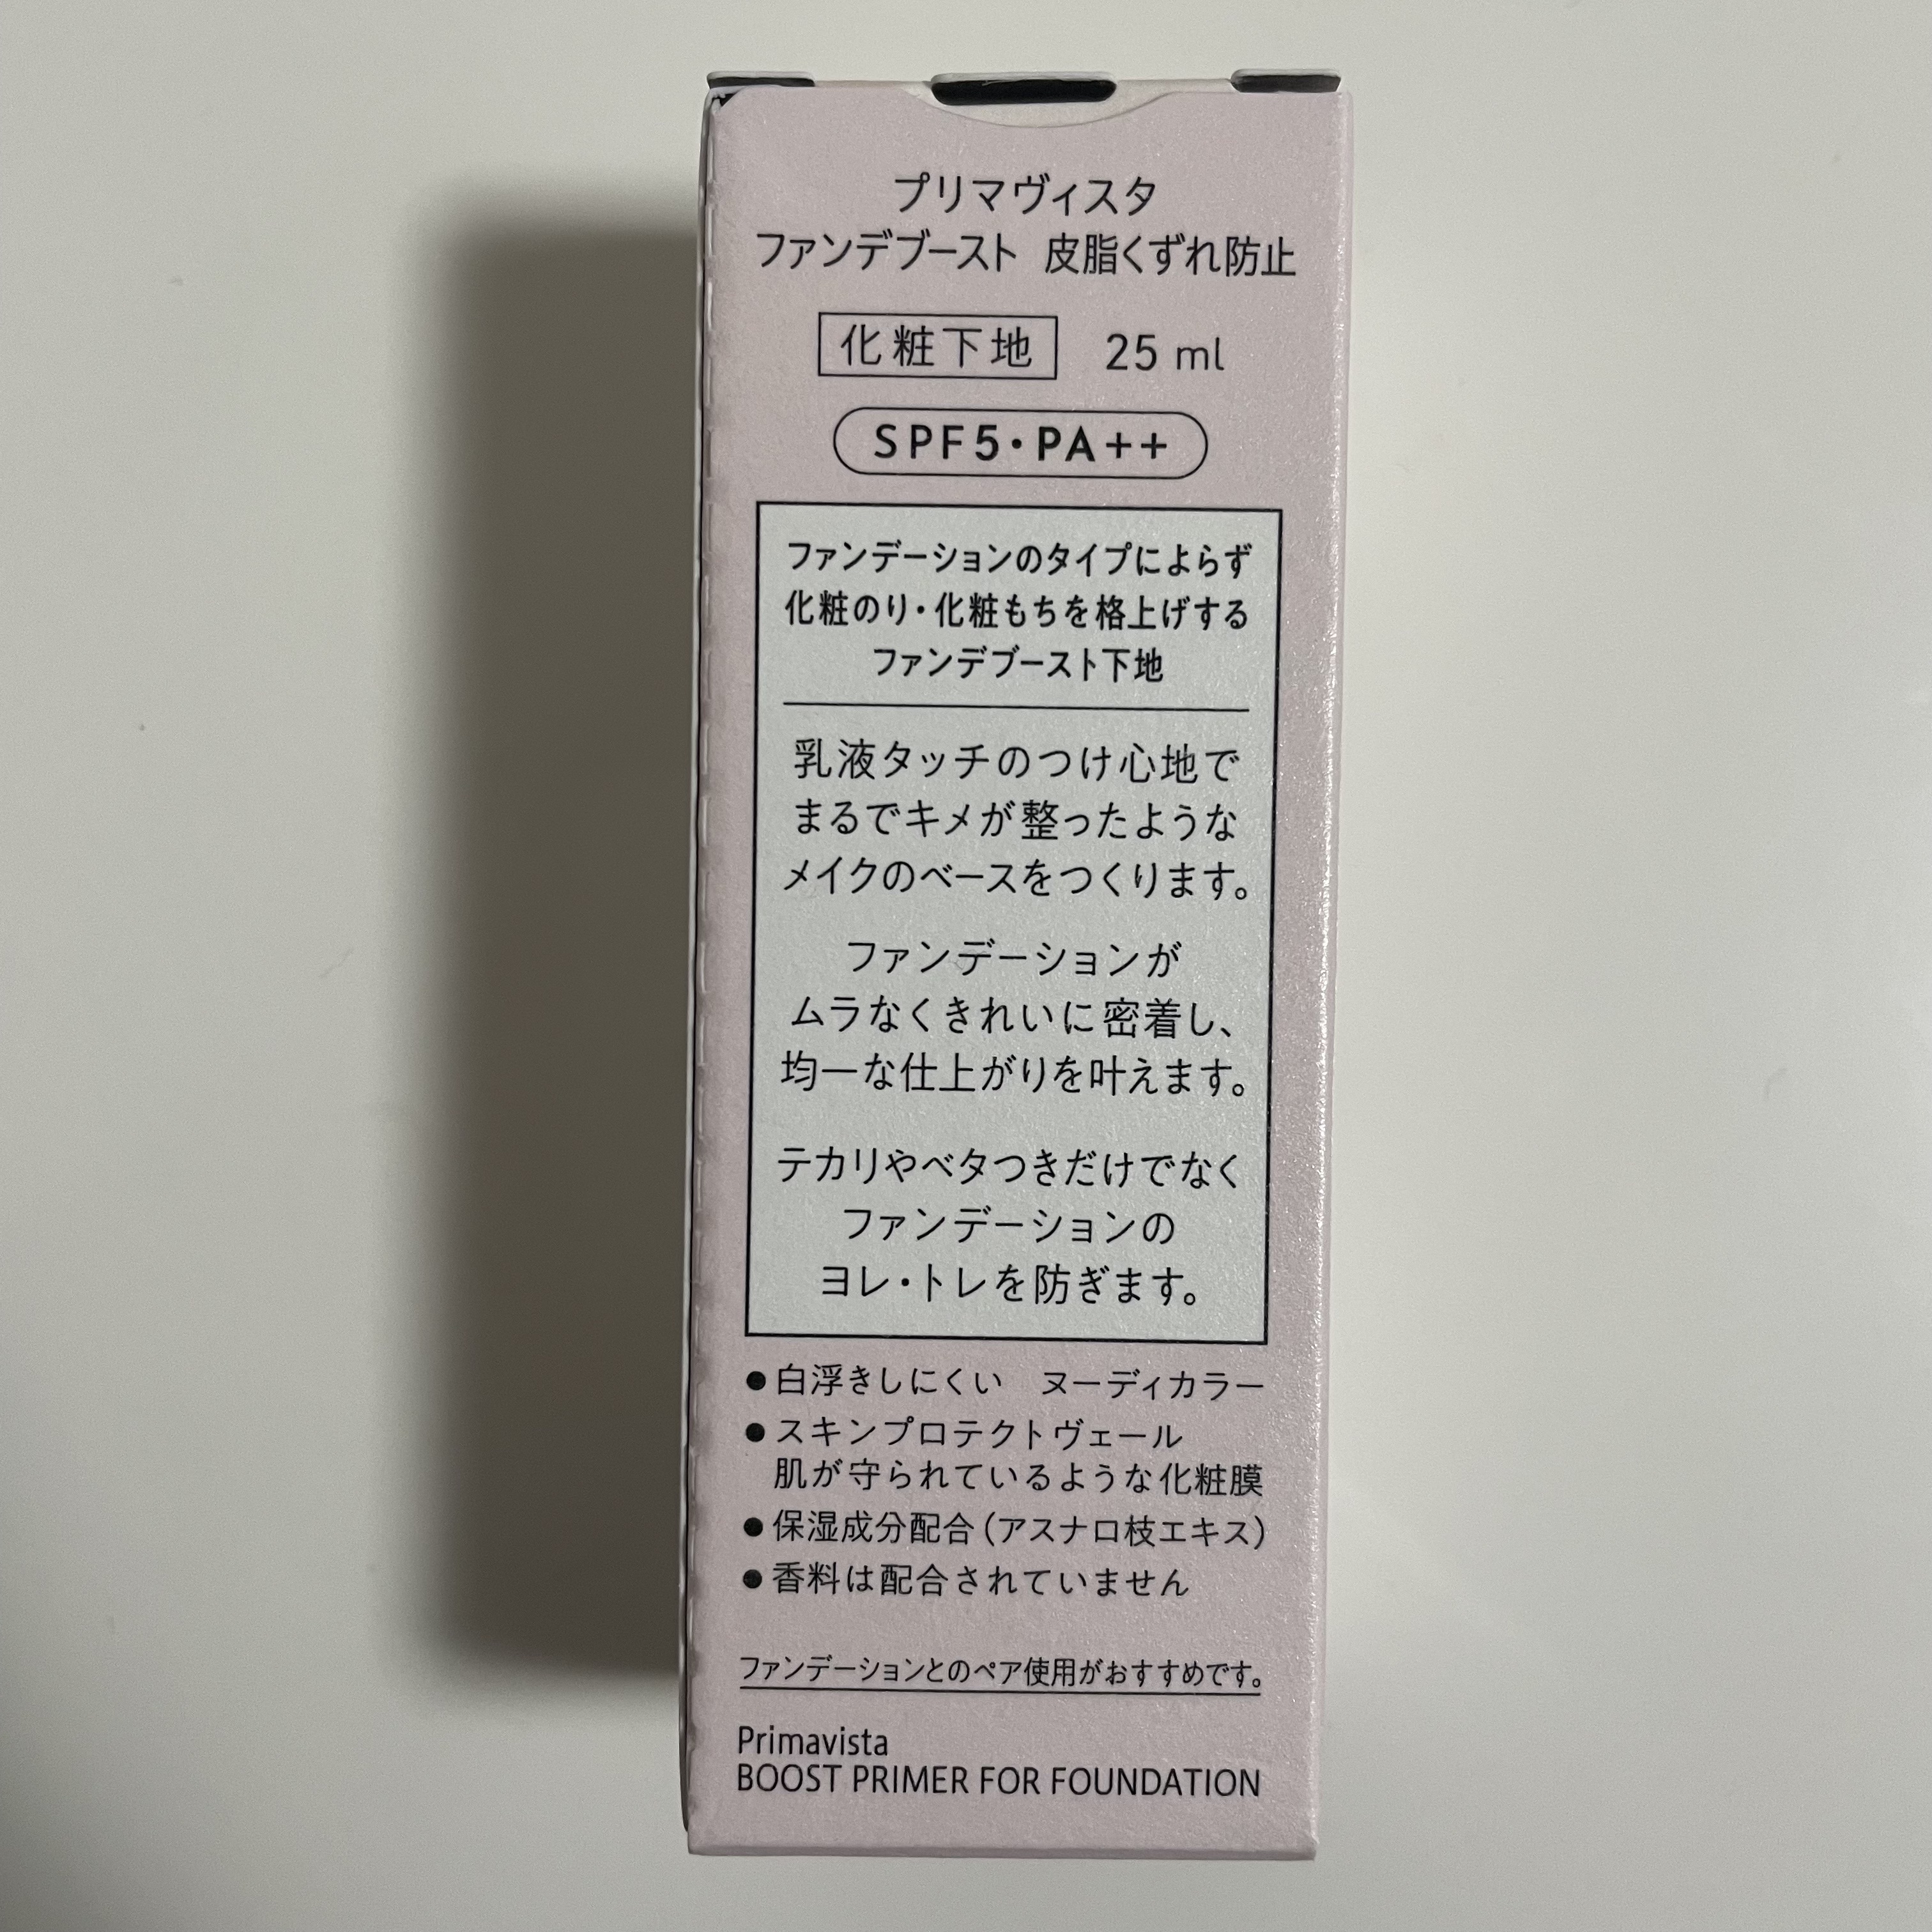 プリマヴィスタ
ファンデブースト 皮脂くずれ防止
化粧下地 25 ml
SPF5・PA++
ファンデーションのタイプによらず
化粧のり・化粧もちを格上げする
ファンデブースト下地
乳液タッチのつけ心地で
まるでキメが整ったような
メイクのベースをつくります。
ファンデーションが
ムラなくきれいに密着し、
均一な仕上がりを叶えます。
テカリやベタつきだけでなく
ファンデーションの
ヨレ・トレを防ぎます。
●白浮きしにくい ヌーディカラー
●スキンプロテクトヴェール
肌が守られているような化粧膜
●保湿成分配合(アスナロ枝エキス)
●香料は配合されていません
ファンデーションとのペア使用がおすすめです。
Primavista
BOOST PRIMER FOR FOUNDATION